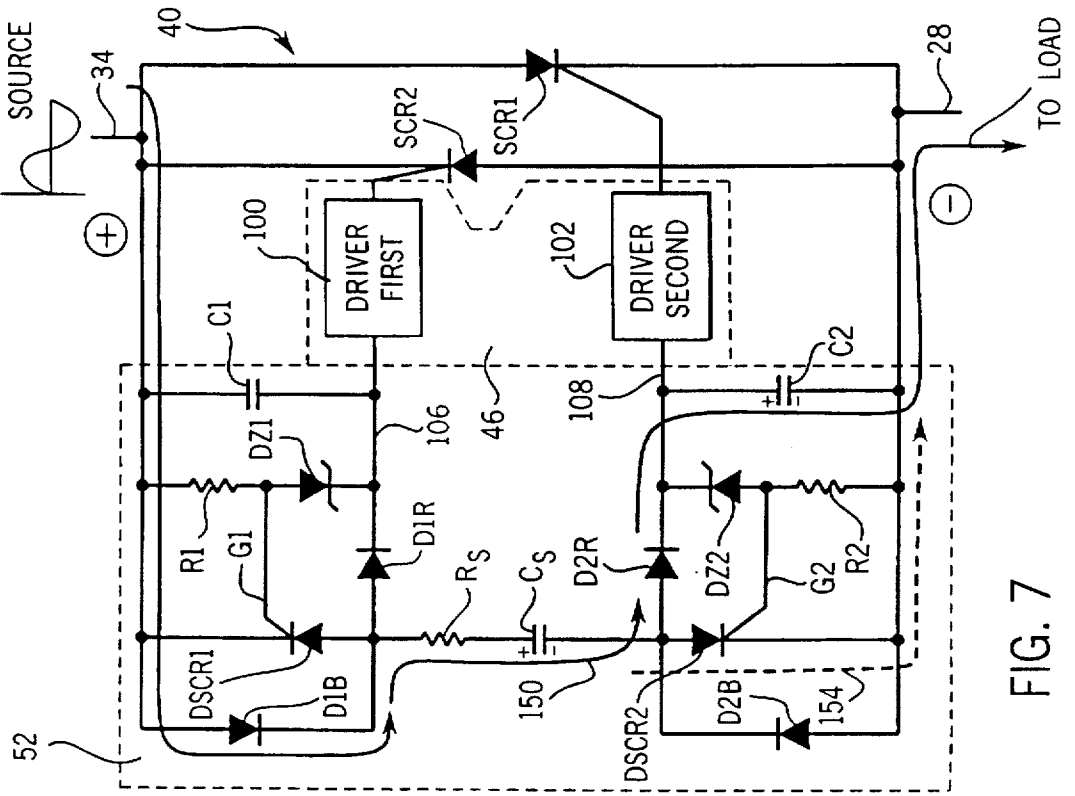 SOURCE
34
40
28
TO LOAD
SCR2
SCR1
100
DRIVER
FIRST
102
DRIVER
SECOND
+
−
C1
C2
+
-
46
106
108
DZ1
R1
G1
D1R
DSCR1
D1B
RS
CS
+
-
D2R
DZ2
G2
R2
150
DSCR2
D2B
154
52
FIG. 7